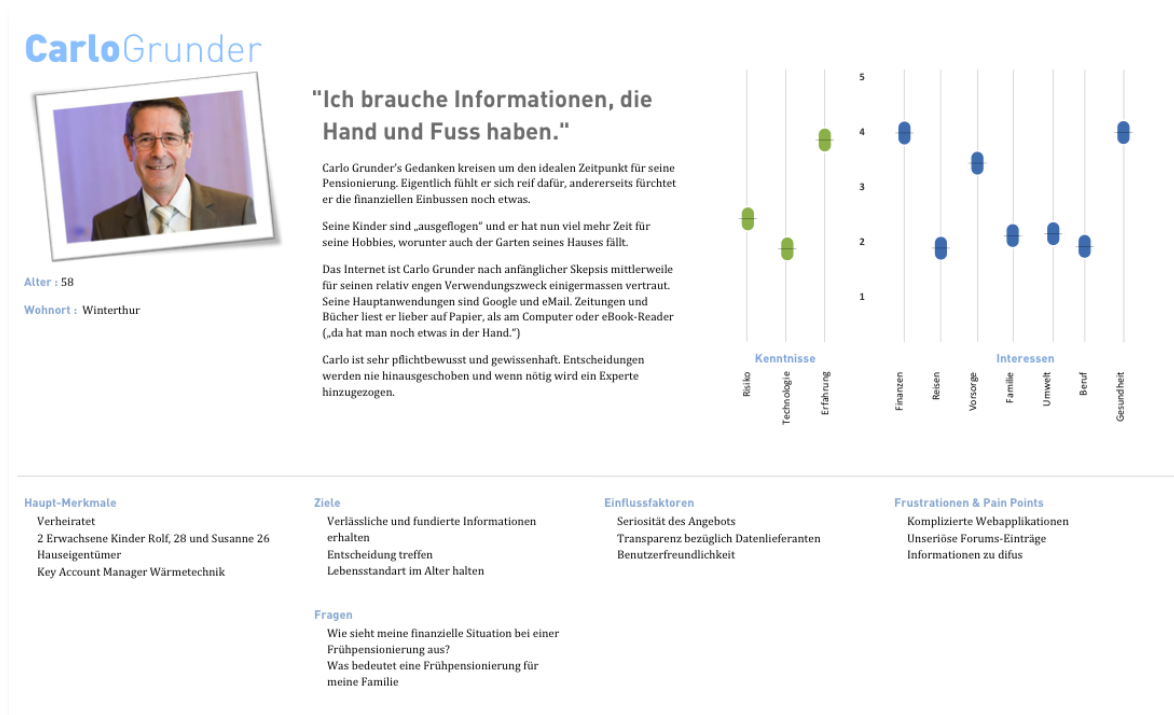 CarloGrunder
"Ich brauche Informationen, die
Hand und Fuss haben."
Carlo Grunder's Gedanken kreisen um den idealen Zeitpunkt für seine
Pensionierung. Eigentlich fühlt er sich reif dafür, andererseits fürchtet
er die finanziellen Einbussen noch etwas.
Seine Kinder sind „ausgeflogen" und er hat nun viel mehr Zeit für
seine Hobbies, worunter auch der Garten seines Hauses fällt.
Das Internet ist Carlo Grunder nach anfänglicher Skepsis mittlerweile
für seinen relativ engen Verwendungszweck einigermassen vertraut.
Seine Hauptanwendungen sind Google und eMail. Zeitungen und
Bücher liest er lieber auf Papier, als am Computer oder eBook-Reader
(„da hat man noch etwas in der Hand.")
Carlo ist sehr pflichtbewusst und gewissenhaft. Entscheidungen
werden nie hinausgeschoben und wenn nötig wird ein Experte
hinzugezogen.
Alter : 58
Wohnort : Winterthur
5
4
3
2
1
Kenntnisse
Risiko
Technologie
Erfahrung
Interessen
Finanzen
Reisen
Vorsorge
Familie
Umwelt
Beruf
Gesundheit
Haupt-Merkmale
Verheiratet
2 Erwachsene Kinder Rolf, 28 und Susanne 26
Hauseigentümer
Key Account Manager Wärmetechnik
Ziele
Verlässliche und fundierte Informationen
erhalten
Entscheidung treffen
Lebensstandart im Alter halten
Fragen
Wie sieht meine finanzielle Situation bei einer
Frühpensionierung aus?
Was bedeutet eine Frühpensionierung für
meine Familie
Einflussfaktoren
Seriosität des Angebots
Transparenz bezüglich Datenlieferanten
Benutzerfreundlichkeit
Frustrationen & Pain Points
Komplizierte Webapplikationen
Unseriöse Forums-Einträge
Informationen zu difus